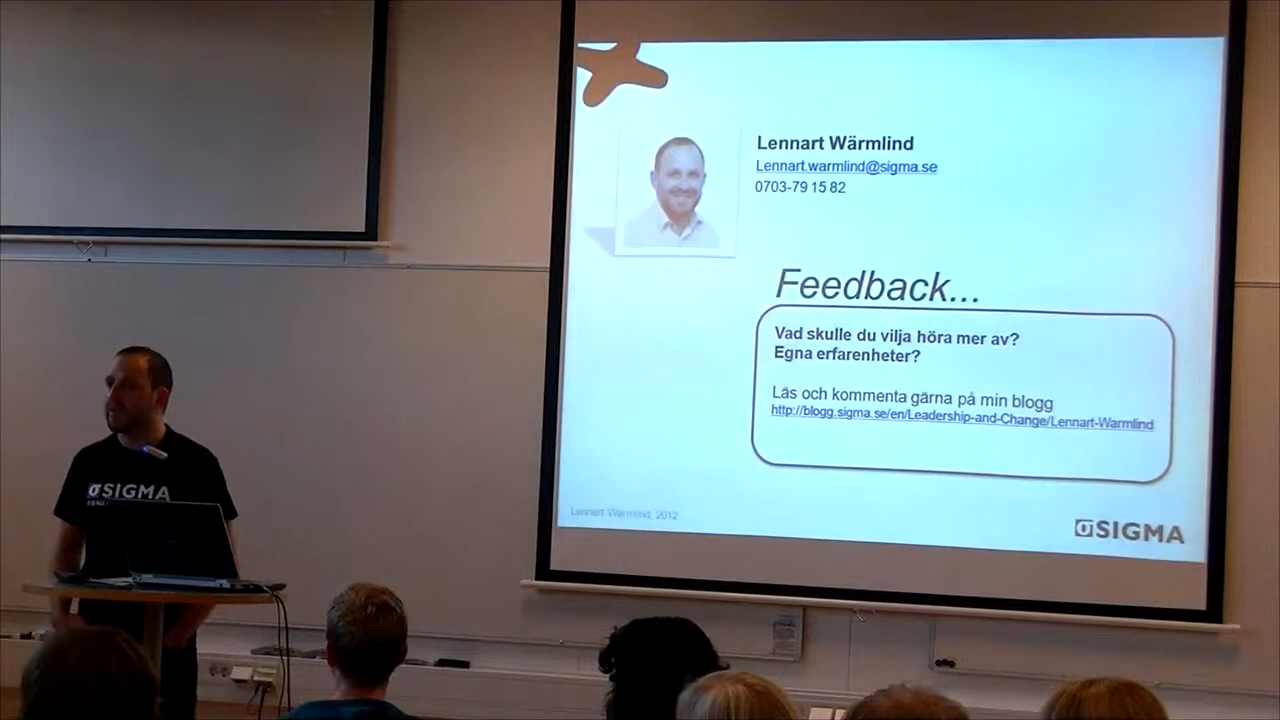 Lennart Wärmlind
Lennart.warmlind@sigma.se
0703-79 15 82
Feedback...
Vad skulle du vilja höra mer av?
Egna erfarenheter?
Läs och kommenta gärna på min blogg
http://blogg.sigma.se/en/Leadership-and-Change/Lennart-Warmlind
Lennart Wärmlind, 2012
σSIGMA
σSIGMA